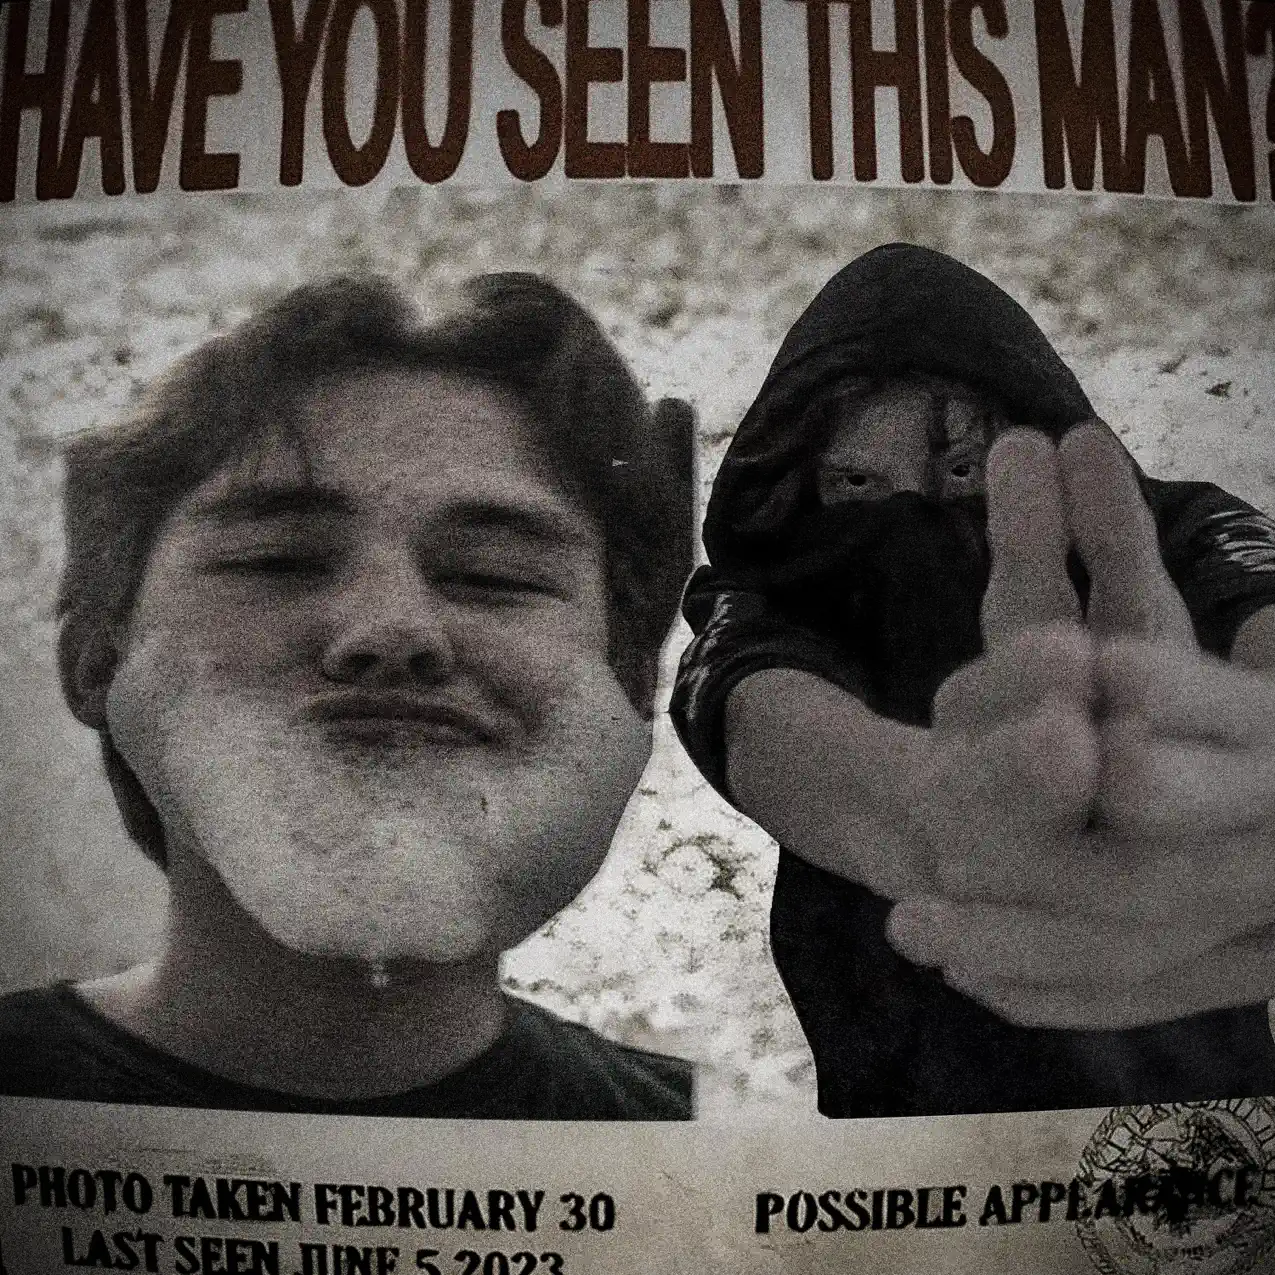 HAVE YOU SEEN THIS MAN?
PHOTO TAKEN FEBRUARY 30
POSSIBLE APPEARANCE
LAST SEEN JUNE 5 2023